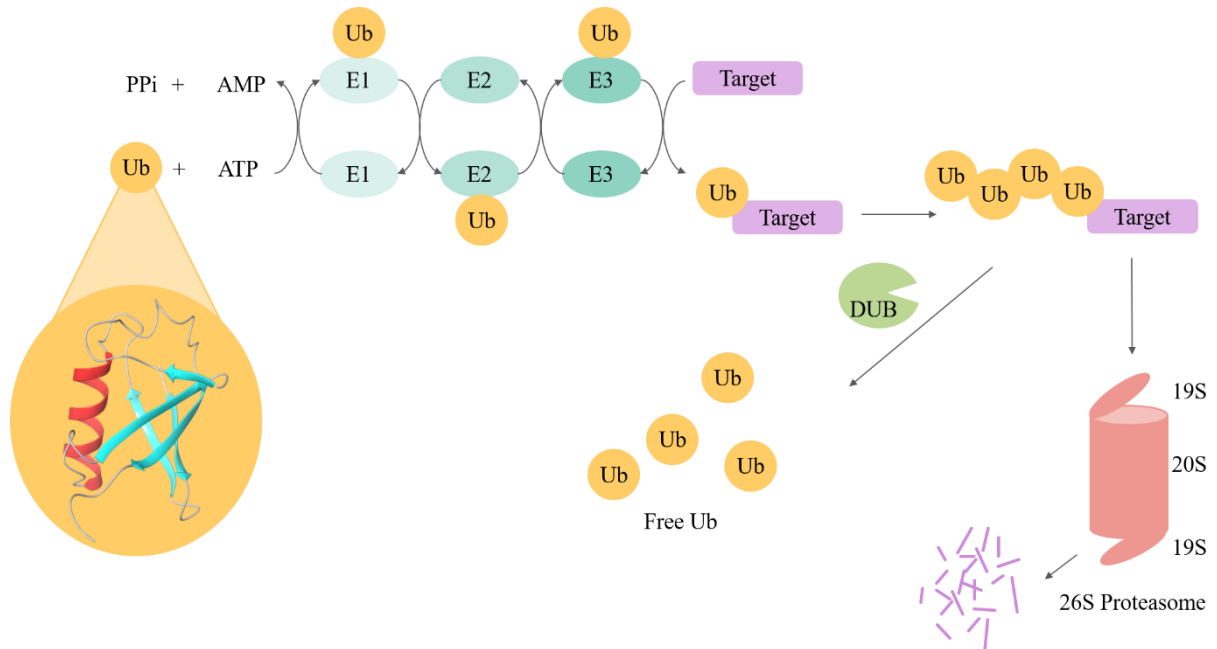 Ub Ub
PPi + AMP E1 E2 E3 Target
Ub + ATP E1 E2 E3
Ub
Ub
Target
Ub Ub Ub Ub
Target
DUB
Ub
Ub
Ub
Ub
Free Ub
19S
20S
19S
26S Proteasome